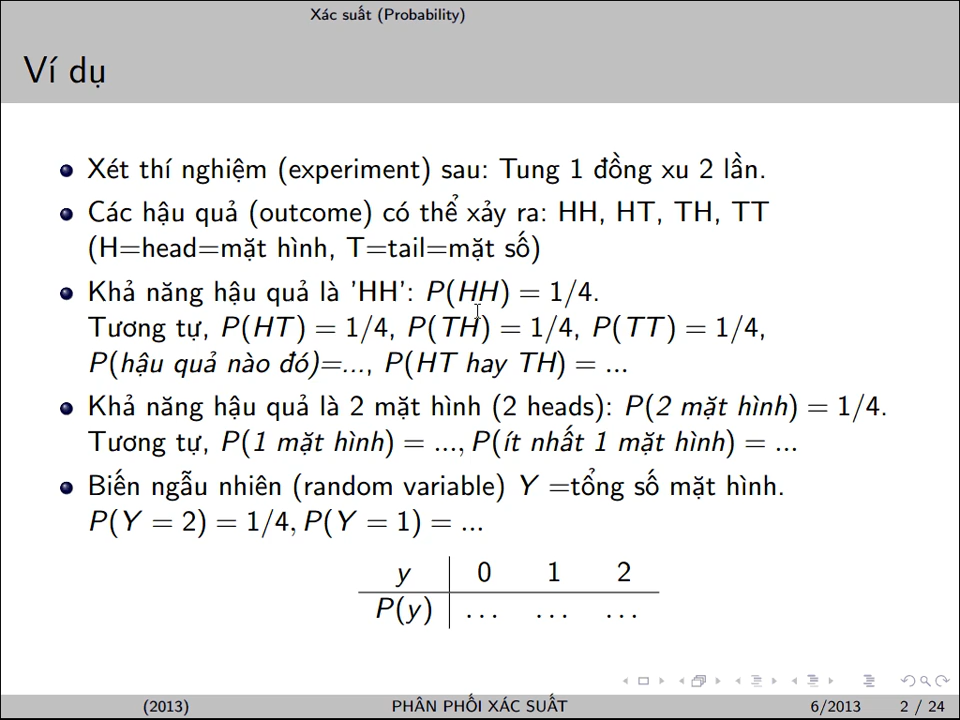 Xác suất (Probability)
Ví dụ
Xét thí nghiệm (experiment) sau: Tung 1 đồng xu 2 lần.
Các hậu quả (outcome) có thể xảy ra: HH, HT, TH, TT
(H=head=mặt hình, T=tail=mặt số)
Khả năng hậu quả là 'HH': P(HH) = 1/4.
Tương tự, P(HT) = 1/4, P(TH) = 1/4, P(TT) = 1/4,
P(hậu quả nào đó)=..., P(HT hay TH) = ...
Khả năng hậu quả là 2 mặt hình (2 heads): P(2 mặt hình) = 1/4.
Tương tự, P(1 mặt hình) = ..., P(ít nhất 1 mặt hình) = ...
Biến ngẫu nhiên (random variable) Y =tổng số mặt hình.
P(Y = 2) = 1/4, P(Y = 1) = ...
y 0 1 2
P(y) ... ... ...
(2013) PHÂN PHỐI XÁC SUẤT 6/2013 2 / 24